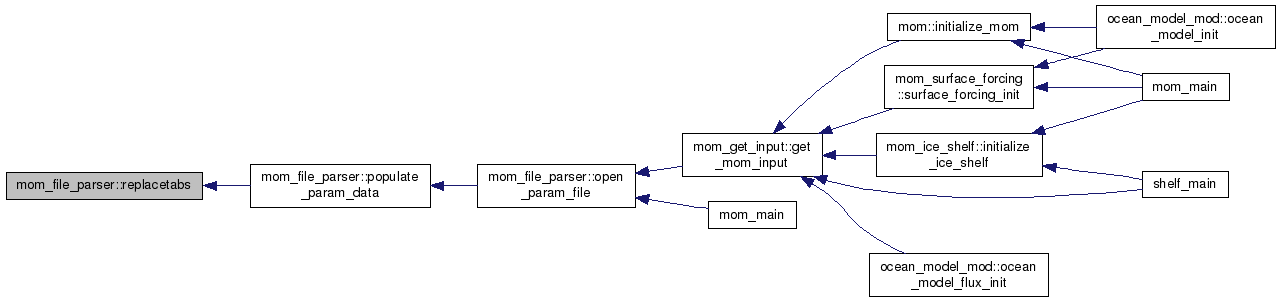 mom_file_parser::replacetabs
mom_file_parser::populate
_param_data
mom_file_parser::open
_param_file
mom_get_input::get
_mom_input
mom_main
mom::initialize_mom
mom_surface_forcing
::surface_forcing_init
mom_ice_shelf::initialize
_ice_shelf
ocean_model_mod::ocean
_model_flux_init
ocean_model_mod::ocean
_model_init
mom_main
shelf_main